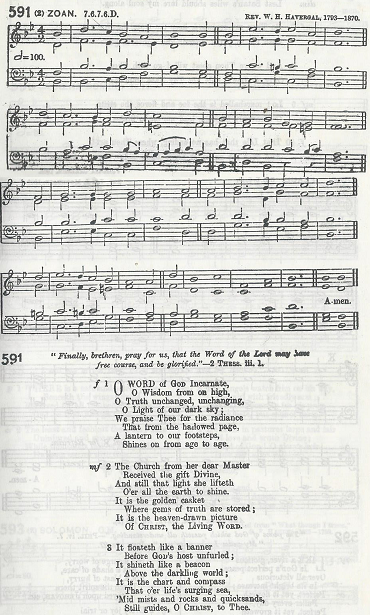 591 (2) ZOAN. 7.6.7.6.D. REV. W. H. HAVERGAL, 1793—1870.
=100.
A-men.
591 "Finally, brethren, pray for us, that the Word of the Lord may have
free course, and be glorified."—2 THESS. iii. 1.
f 1 O WORD of GOD Incarnate,
O Wisdom from on high,
O Truth unchanged, unchanging,
O Light of our dark sky;
We praise Thee for the radiance
That from the hallowed page,
A lantern to our footsteps,
Shines on from age to age.
mf 2 The Church from her dear Master
Received the gift Divine,
And still that light she lifteth
O'er all the earth to shine.
It is the golden casket
Where gems of truth are stored;
It is the heaven-drawn picture
Of CHRIST, the Living WORD.
3 It floateth like a banner
Before GOD's host unfurled;
It shineth like a beacon
Above the darkling world;
It is the chart and compass
That o'er life's surging sea,
'Mid mists and rocks and quicksands,
Still guides, O CHRIST, to Thee.